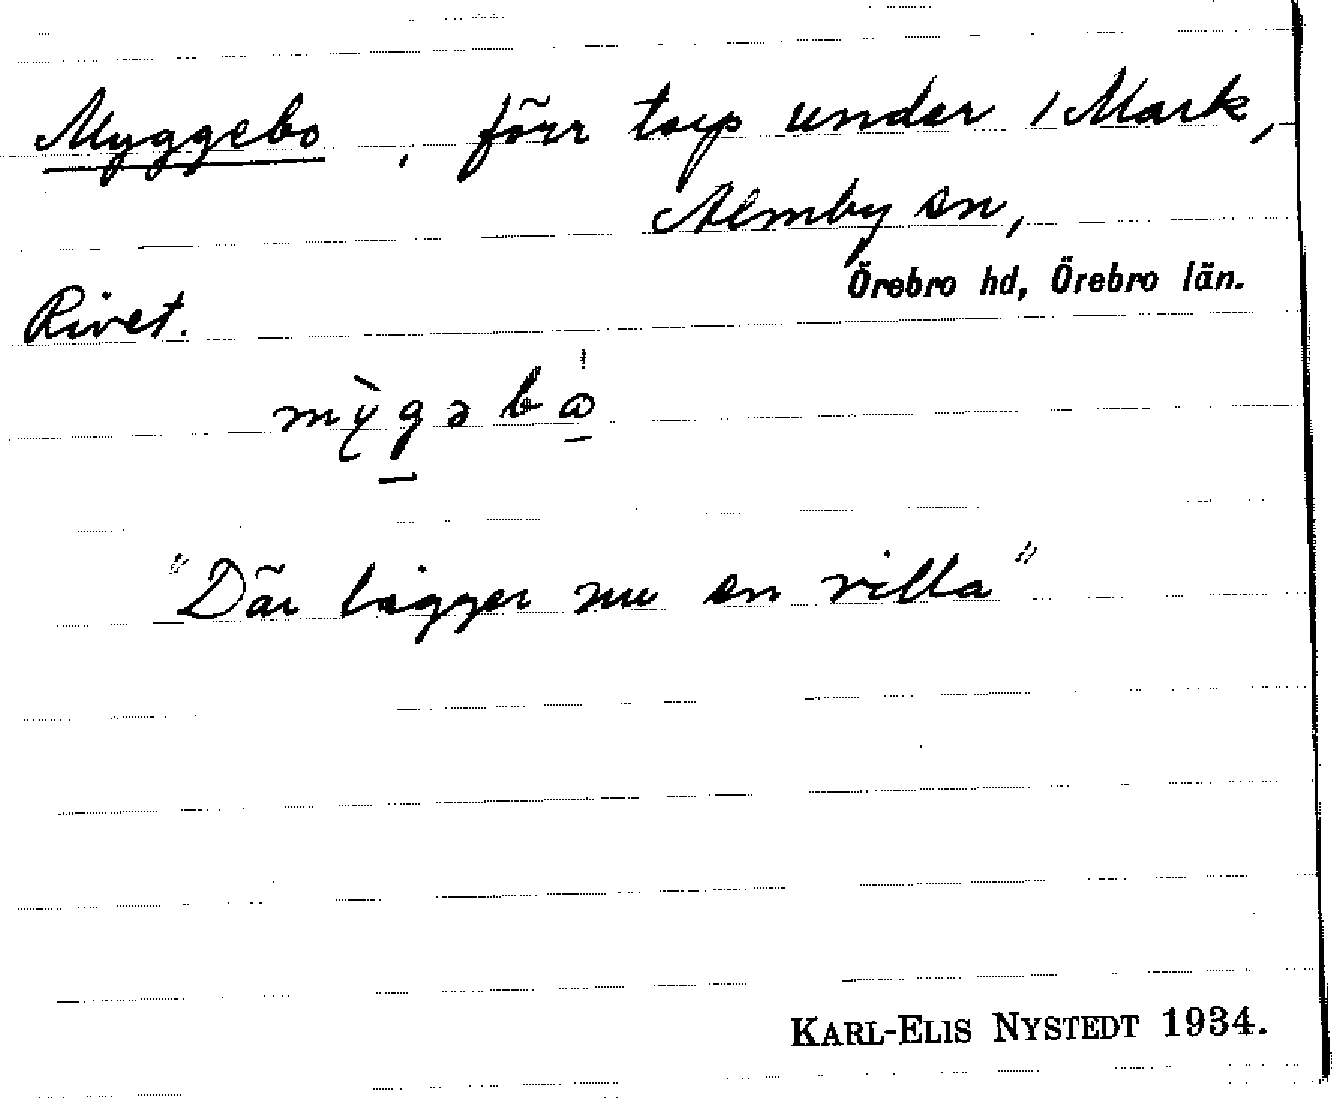 Myggebo, förr torp under 1 Mark,
Almby sn,
Örebro hd, Örebro län.
Rivet.
"Där ligger nu en villa"
KARL-ELIS NYSTEDT 1934.